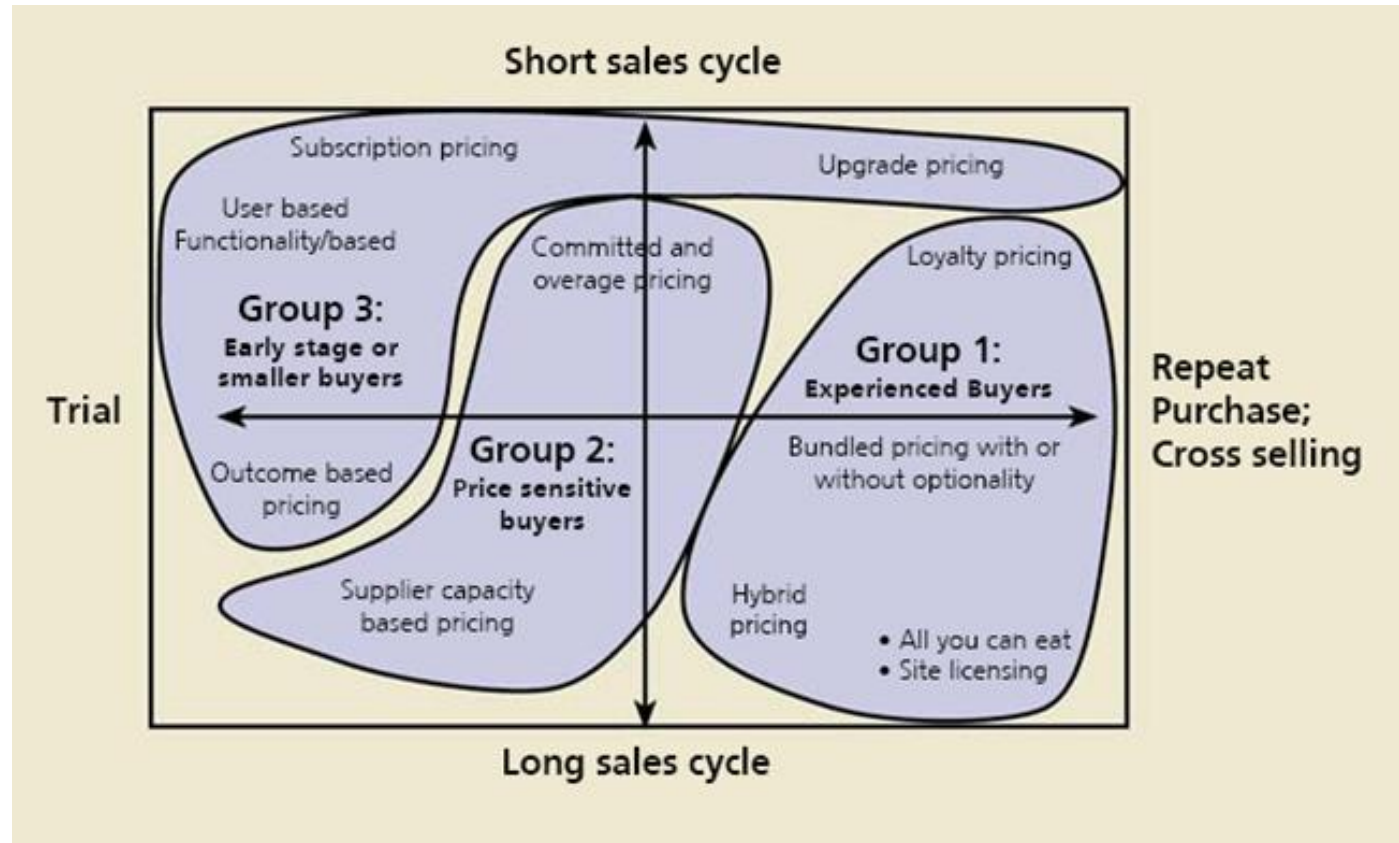 Short sales cycle
Subscription pricing
Upgrade pricing
User based
Functionality/based
Committed and
overage pricing
Loyalty pricing
Group 3:
Early stage or
smaller buyers
Group 1:
Experienced Buyers
Trial
Repeat
Purchase;
Cross selling
Group 2:
Price sensitive
buyers
Bundled pricing with or
without optionality
Outcome based
pricing
Supplier capacity
based pricing
Hybrid
pricing
• All you can eat
• Site licensing
Long sales cycle